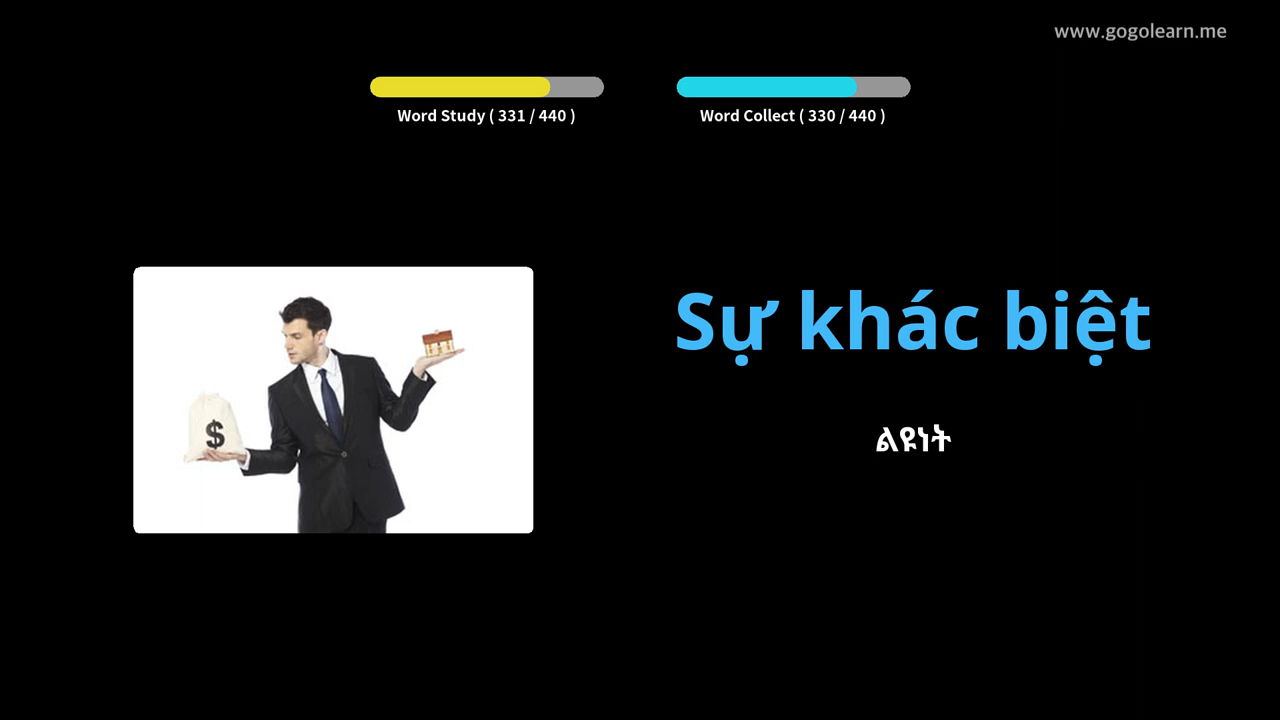 www.gogolearn.me
Word Study ( 331 / 440 )
Word Collect ( 330 / 440 )
Sự khác biệt
$
ልዩነት